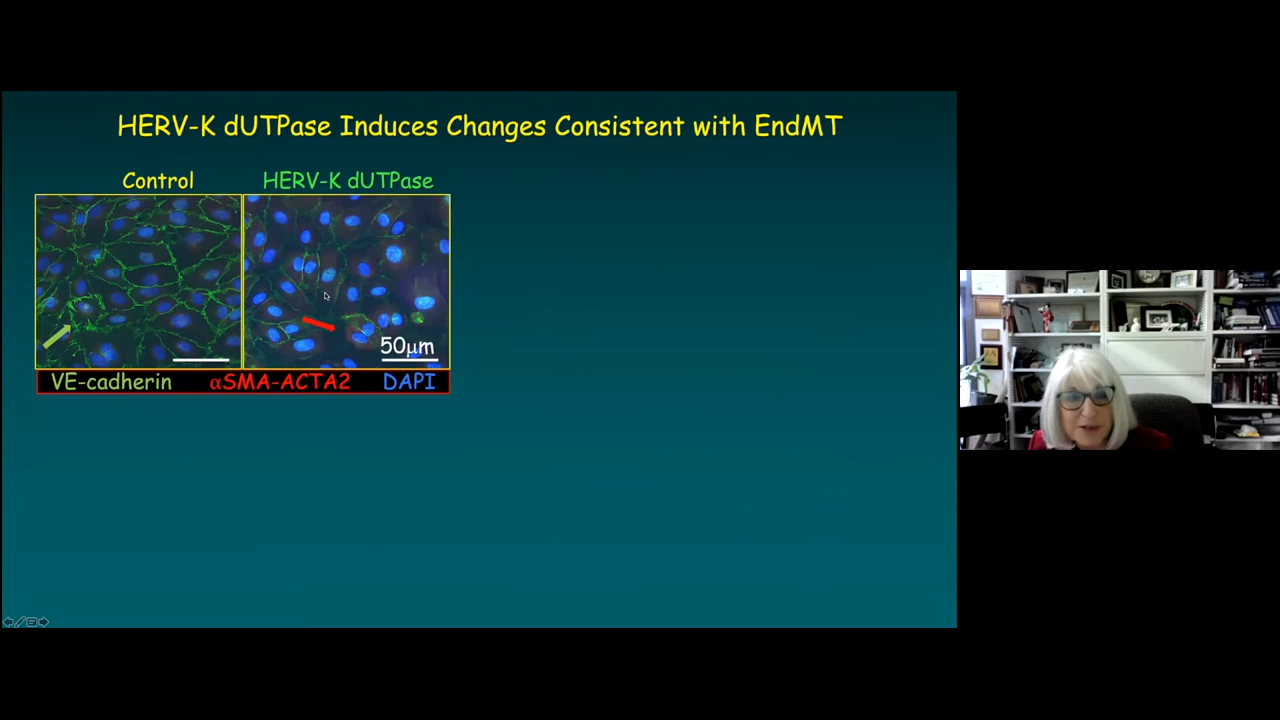 HERV-K dUTPase Induces Changes Consistent with EndMT
Control HERV-K dUTPase
50μm
VE-cadherin αSMA-ACTA2 DAPI